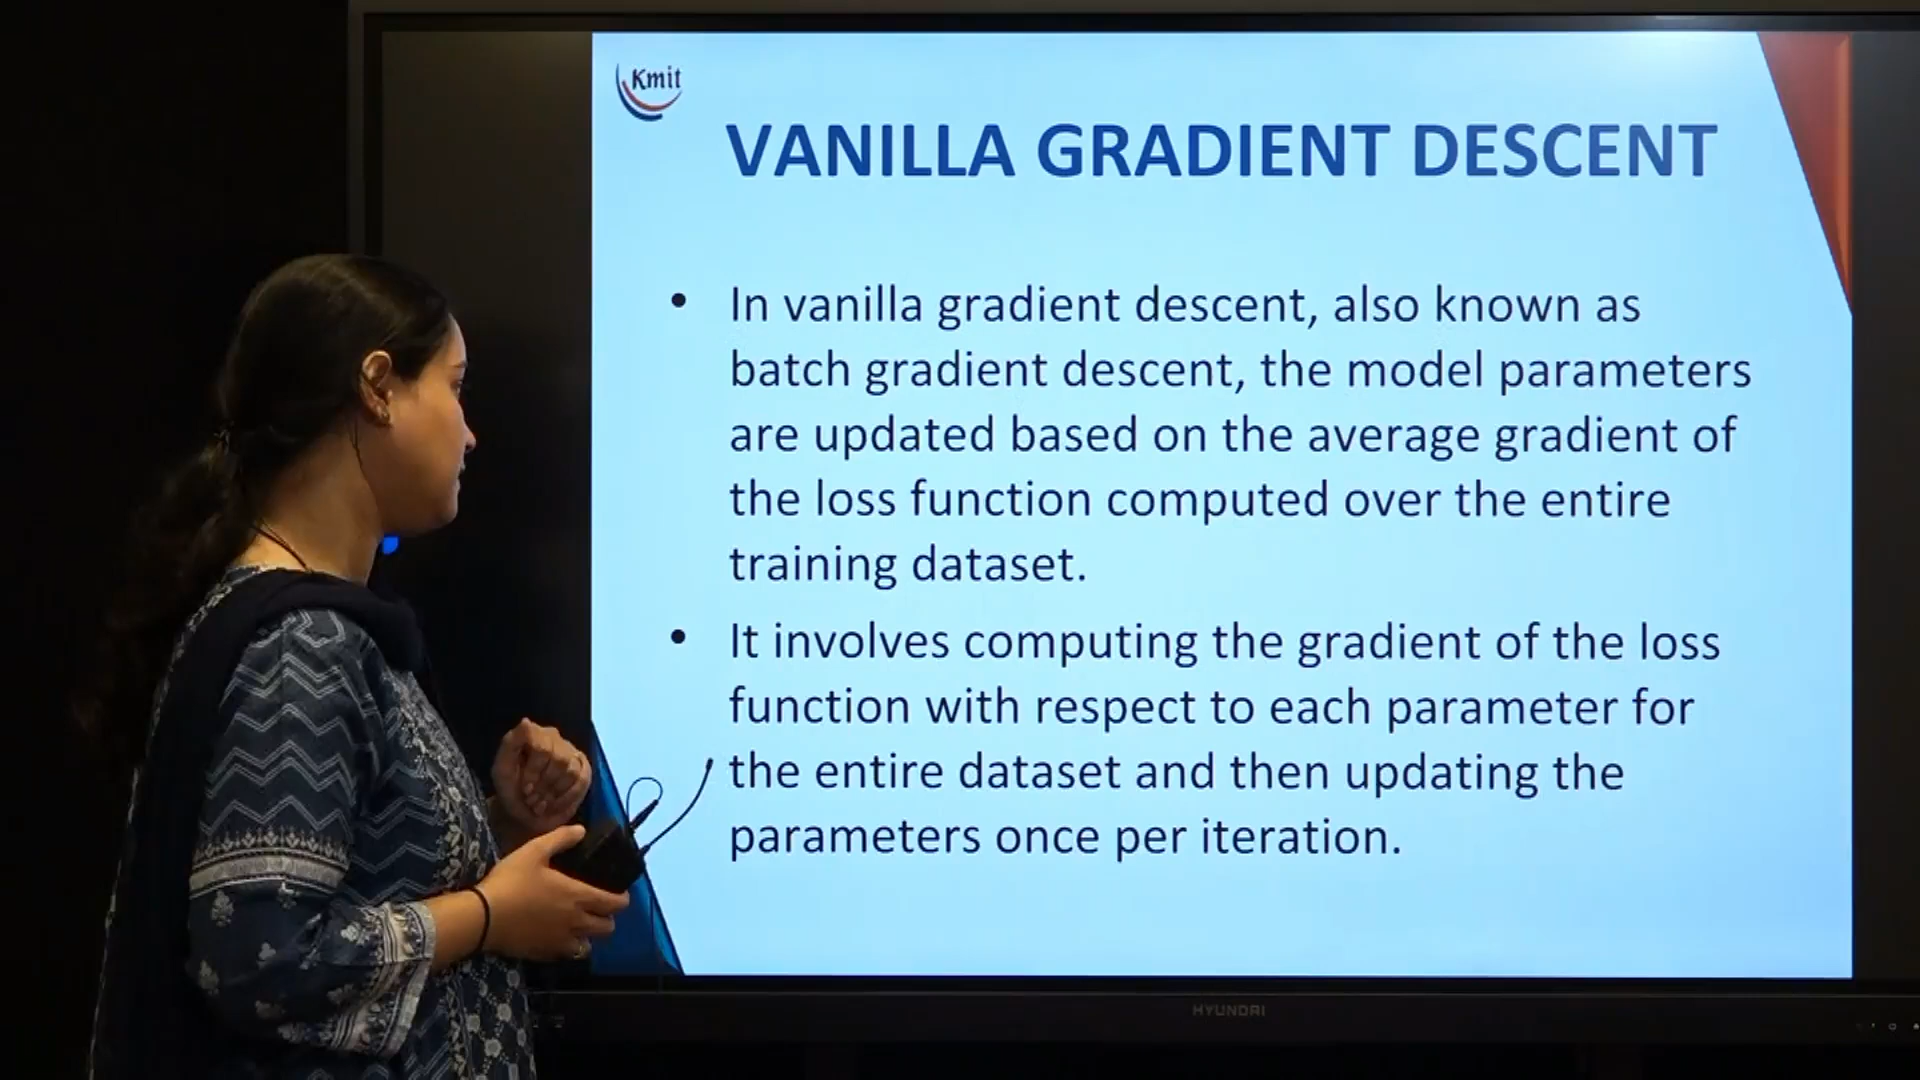 Kmit
VANILLA GRADIENT DESCENT
• In vanilla gradient descent, also known as
batch gradient descent, the model parameters
are updated based on the average gradient of
the loss function computed over the entire
training dataset.
• It involves computing the gradient of the loss
function with respect to each parameter for
the entire dataset and then updating the
parameters once per iteration.
HYUNDAI